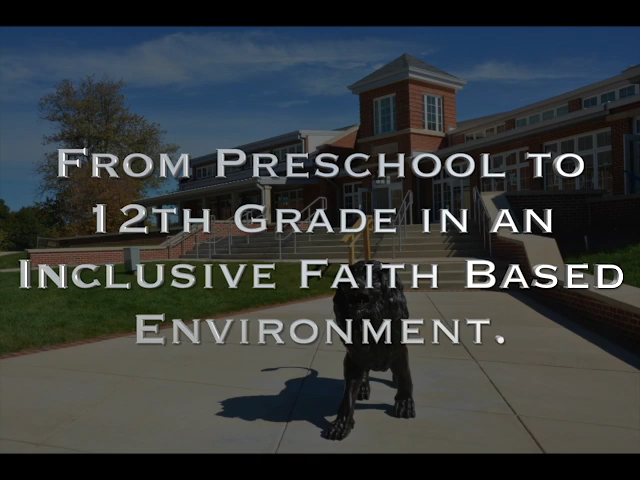 From Preschool to
12th Grade in an
Inclusive Faith Based
Environment.